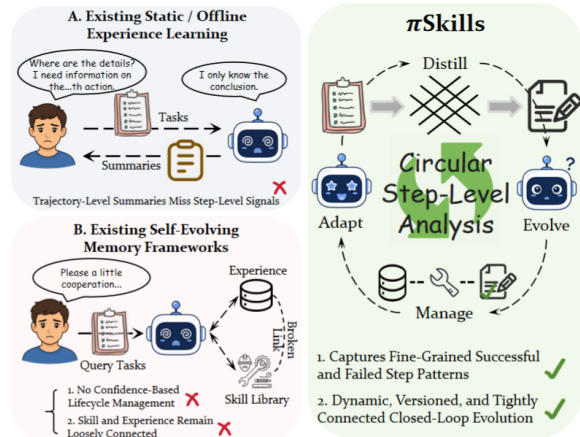 A. Existing Static / Offline
Experience Learning
Where are the details?
I need information on
the...th action.
I only know the
conclusion.
Tasks
Summaries
Trajectory-Level Summaries Miss Step-Level Signals
B. Existing Self-Evolving
Memory Frameworks
Please a little
cooperation...
Experience
Broken
Link
Query Tasks
Skill Library
1. No Confidence-Based
Lifecycle Management
2. Skill and Experience Remain
Loosely Connected
πSkills
Distill
Circular
Step-Level
Analysis
?
Adapt
Evolve
Manage
1. Captures Fine-Grained Successful
and Failed Step Patterns
2. Dynamic, Versioned, and Tightly
Connected Closed-Loop Evolution